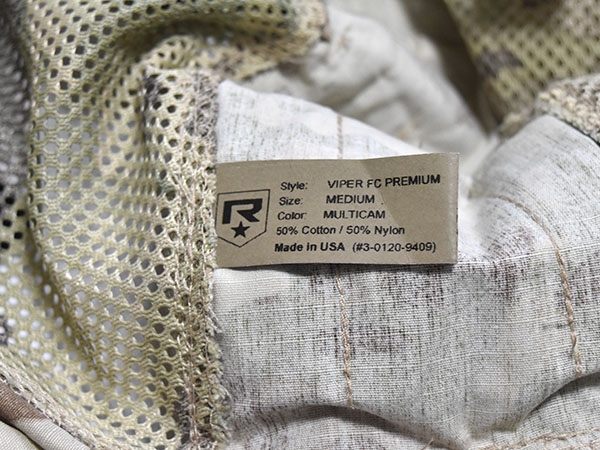 Style: VIPER FC PREMIUM
Size: MEDIUM
Color: MULTICAM
50% Cotton / 50% Nylon
Made in USA (#3-0120-9409)
R